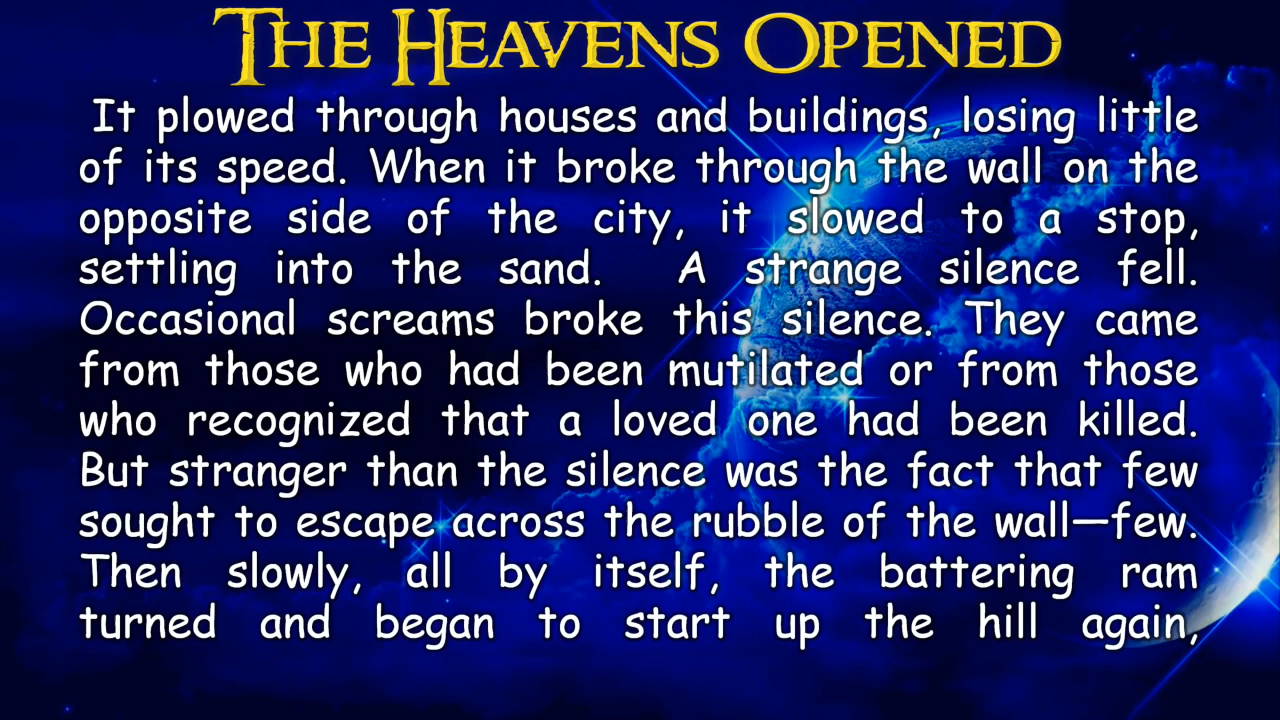 The Heavens Opened
It plowed through houses and buildings, losing little
of its speed. When it broke through the wall on the
opposite side of the city, it slowed to a stop,
settling into the sand. A strange silence fell.
Occasional screams broke this silence. They came
from those who had been mutilated or from those
who recognized that a loved one had been killed.
But stranger than the silence was the fact that few
sought to escape across the rubble of the wall—few.
Then slowly, all by itself, the battering ram
turned and began to start up the hill again,